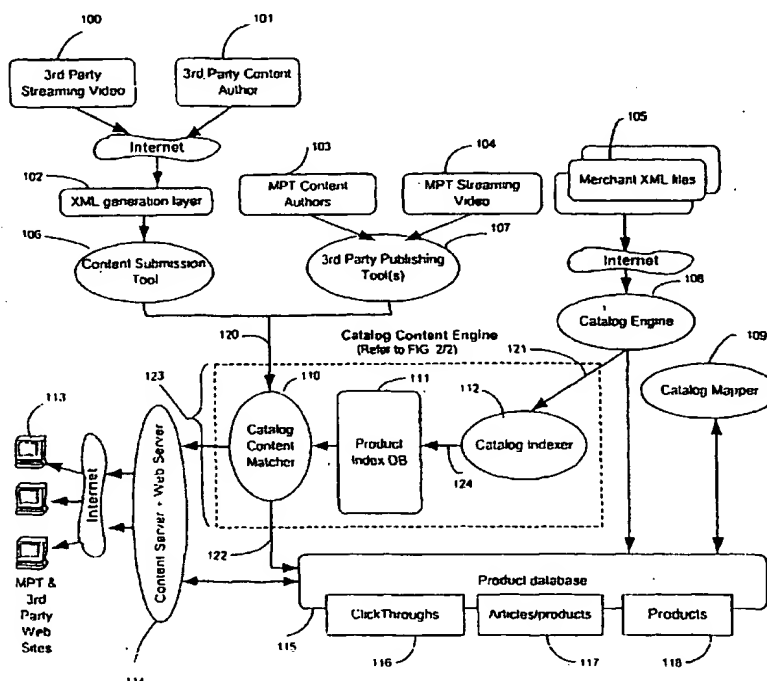 100
101
3rd Party
Streaming Video
3rd Party Content
Author
Internet
102
XML generation layer
103
104
MPT Content
Authors
MPT Streaming
Video
105
Merchant XML files
106
Content Submission
Tool
107
3rd Party Publishing
Tool(s)
Internet
108
Catalog Engine
109
Catalog Mapper
120
Catalog Content Engine
(Refer to FIG 2/2)
121
123
110
Catalog
Content
Matcher
111
Product
Index DB
112
Catalog Indexer
124
113
Internet
Content Server + Web Server
122
MPT &
3rd
Party
Web
Sites
Product database
115
ClickThroughs
Articles/products
Products
116
117
118